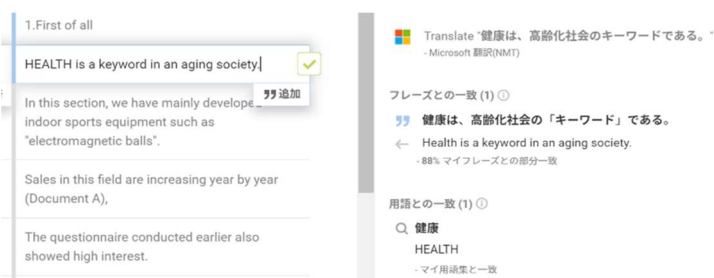 1.First of all
HEALTH is a keyword in an aging society.
追加
In this section, we have mainly developed
indoor sports equipment such as
"electromagnetic balls".
Sales in this field are increasing year by year
(Document A),
The questionnaire conducted earlier also
showed high interest.
Translate "健康は、高齢化社会のキーワードである。"
- Microsoft 翻訳(NMT)
フレーズとの一致 (1)
健康は、高齢化社会の「キーワード」である。
Health is a keyword in an aging society.
- 88% マイフレーズとの部分一致
用語との一致 (1)
健康
HEALTH
- マイ用語集と一致